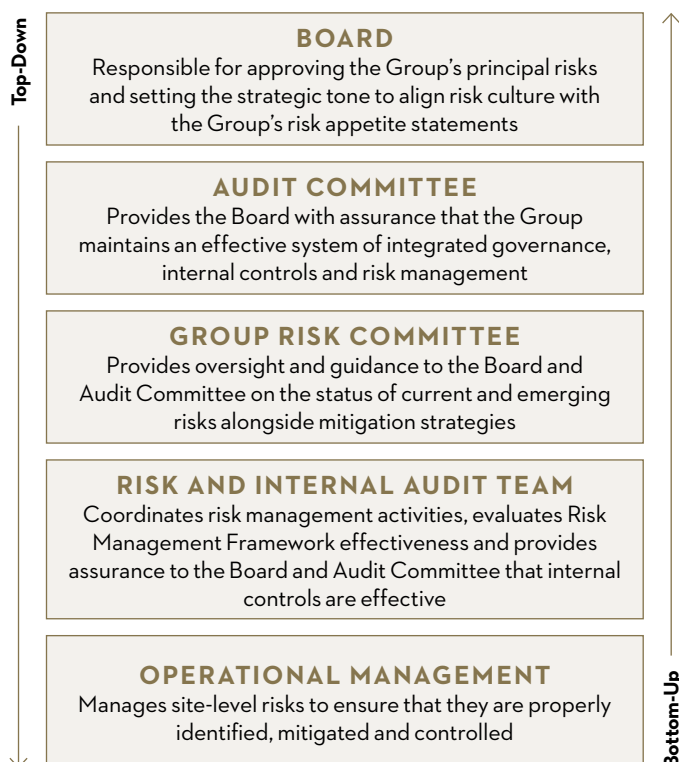 Top-Down
BOARD
Responsible for approving the Group’s principal risks
and setting the strategic tone to align risk culture with
the Group’s risk appetite statements
AUDIT COMMITTEE
Provides the Board with assurance that the Group
maintains an effective system of integrated governance,
internal controls and risk management
GROUP RISK COMMITTEE
Provides oversight and guidance to the Board and
Audit Committee on the status of current and emerging
risks alongside mitigation strategies
RISK AND INTERNAL AUDIT TEAM
Coordinates risk management activities, evaluates Risk
Management Framework effectiveness and provides
assurance to the Board and Audit Committee that internal
controls are effective
OPERATIONAL MANAGEMENT
Manages site-level risks to ensure that they are properly
identified, mitigated and controlled
Bottom-Up